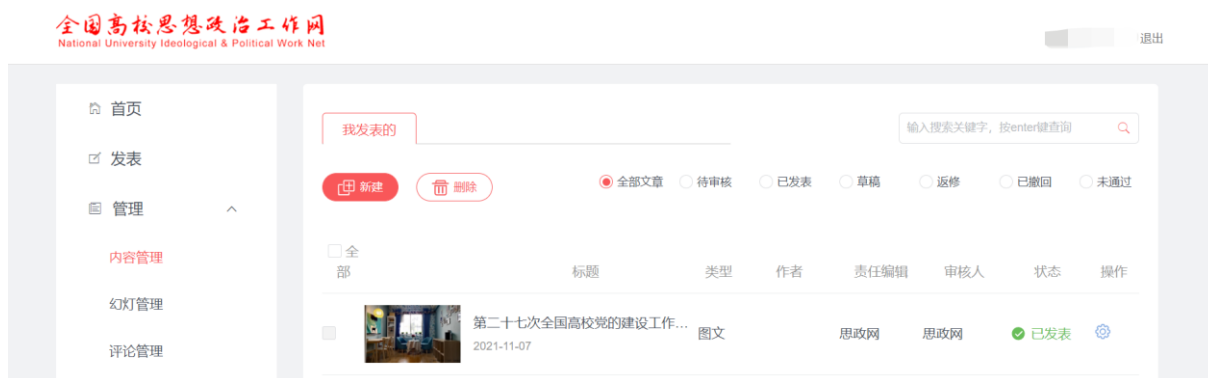 全国高校思想政治工作网
National University Ideological & Political Work Net
退出
首页
发表
管理
内容管理
幻灯管理
评论管理
我发表的
输入搜索关键字，按enter键查询
新建 删除 全部文章 待审核 已发表 草稿 返修 已撤回 未通过
全部 标题 类型 作者 责任编辑 审核人 状态 操作
第二十七次全国高校党的建设工作... 图文 思政网 思政网 已发表
2021-11-07